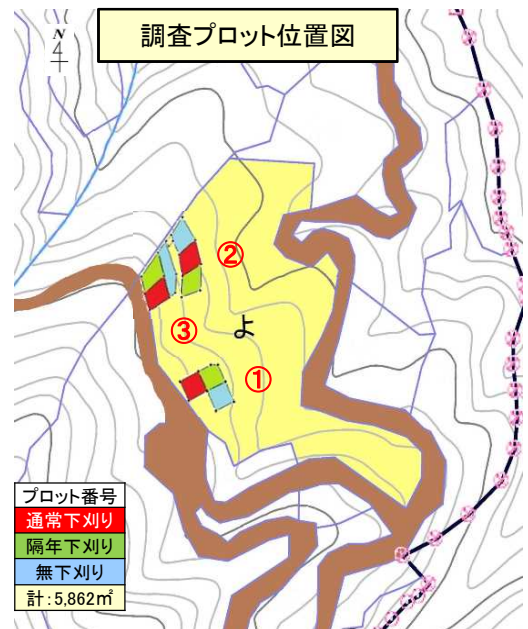 調査プロット位置図
N
②
③
よ
①
プロット番号
通常下刈り
隔年下刈り
無下刈り
計:5,862㎡